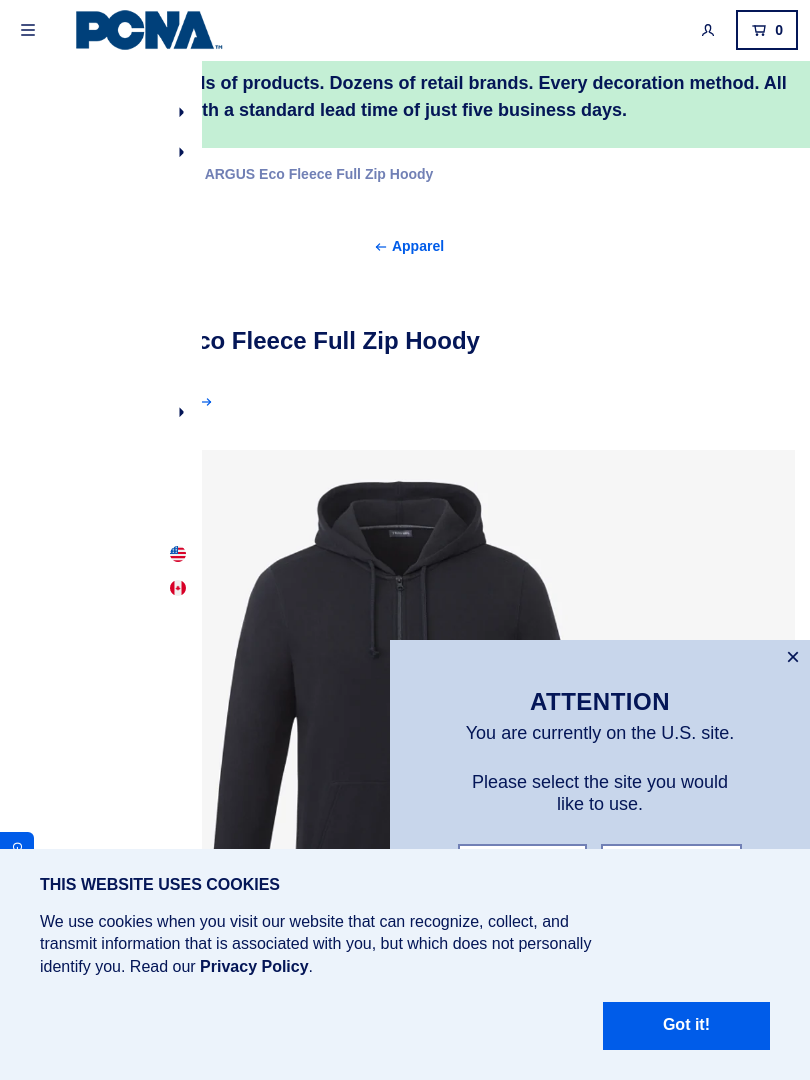 PCNA
TM
0
ls of products. Dozens of retail brands. Every decoration method. All
th a standard lead time of just five business days.
ARGUS Eco Fleece Full Zip Hoody
Apparel
co Fleece Full Zip Hoody
ATTENTION
You are currently on the U.S. site.
Please select the site you would
like to use.
THIS WEBSITE USES COOKIES
We use cookies when you visit our website that can recognize, collect, and
transmit information that is associated with you, but which does not personally
identify you. Read our Privacy Policy.
Got it!